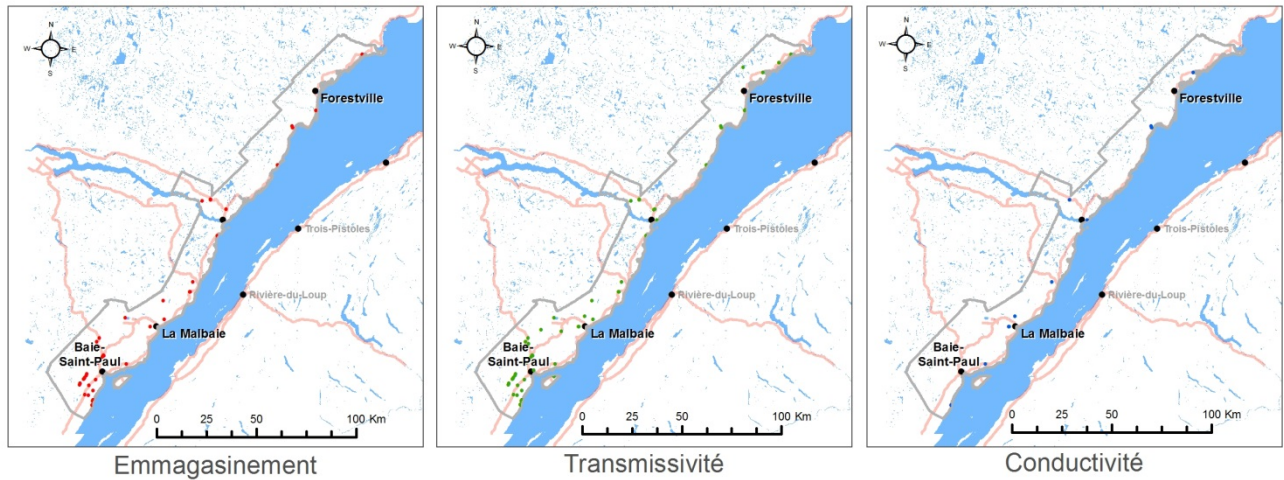 N
W E
S
Forestville
Trois-Pistoles
Rivière-du-Loup
La Malbaie
Baie-
Saint-Paul
0 25 50 100 Km
Emmagasinement
N
W E
S
Forestville
Trois-Pistoles
Rivière-du-Loup
La Malbaie
Baie-
Saint-Paul
0 25 50 100 Km
Transmissivité
N
W E
S
Forestville
Trois-Pistoles
Rivière-du-Loup
La Malbaie
Baie-
Saint-Paul
0 25 50 100 Km
Conductivité